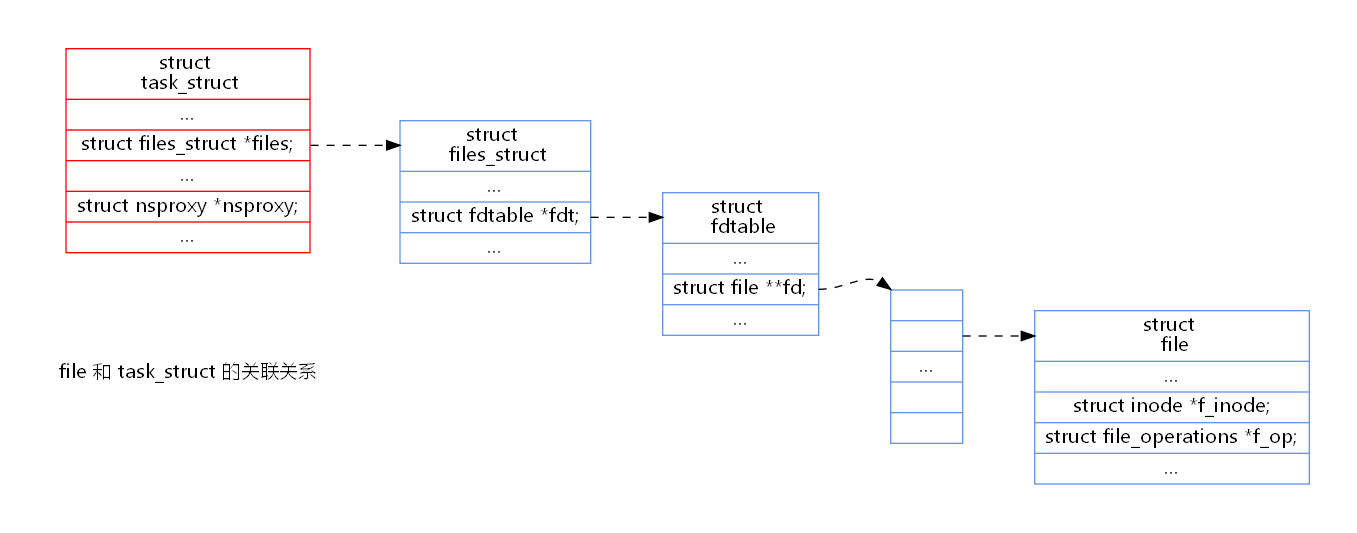 struct
task_struct
...
struct files_struct *files;
...
struct nsproxy *nsproxy;
...
struct
files_struct
...
struct fdtable *fdt;
...
struct
fdtable
...
struct file **fd;
...
...
struct
file
...
struct inode *f_inode;
struct file_operations *f_op;
...
file 和 task_struct 的关联关系